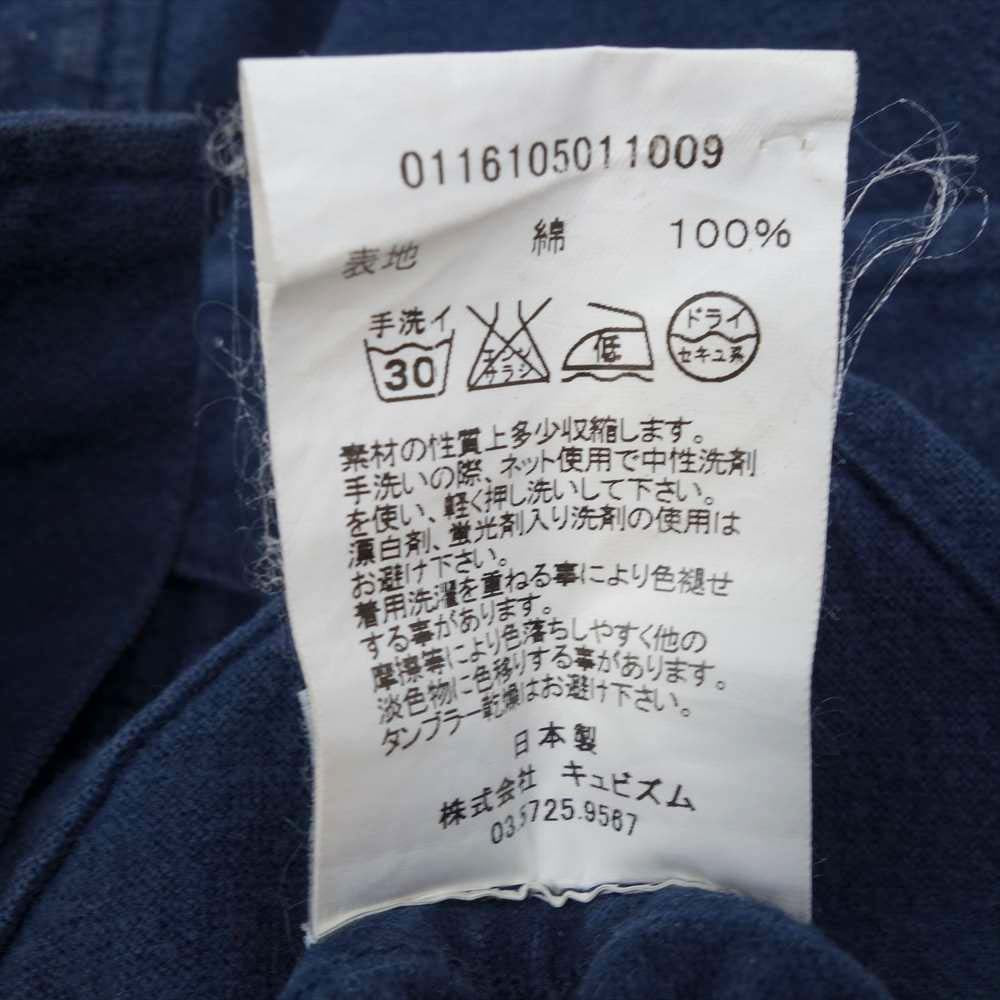 0116105011009
表地 綿 100%
手洗イ
30
エンソ
サラシ
低
ドライ
セキユ系
素材の性質上多少収縮します。
手洗いの際、ネット使用で中性洗剤
を使い、軽く押し洗いして下さい。
漂白剤、蛍光剤入り洗剤の使用は
お避け下さい。
着用洗濯を重ねる事により色褪せ
する事があります。
摩擦等により色落ちしやすく他の
淡色物に色移りする事があります。
タンブラー乾燥はお避け下さい。
日本製
株式会社 キュビズム
03.5725.9587